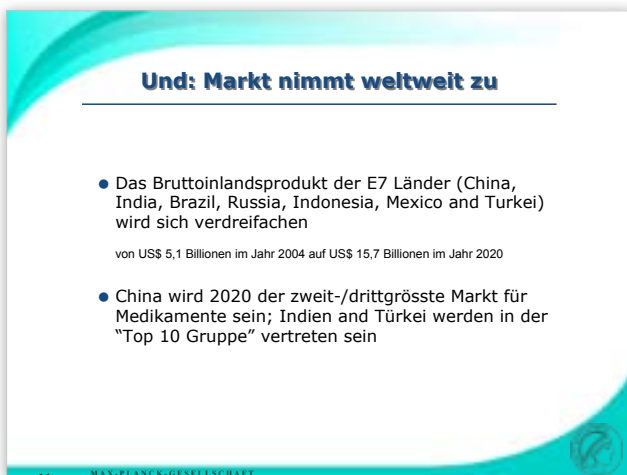 Und: Markt nimmt weltweit zu
Das Bruttoinlandsprodukt der E7 Länder (China,
India, Brazil, Russia, Indonesia, Mexico and Turkei)
wird sich verdreifachen
von US$ 5,1 Billionen im Jahr 2004 auf US$ 15,7 Billionen im Jahr 2020
China wird 2020 der zweit-/drittgrösste Markt für
Medikamente sein; Indien and Türkei werden in der
“Top 10 Gruppe” vertreten sein
MAX-PLANCK-GESELLSCHAFT